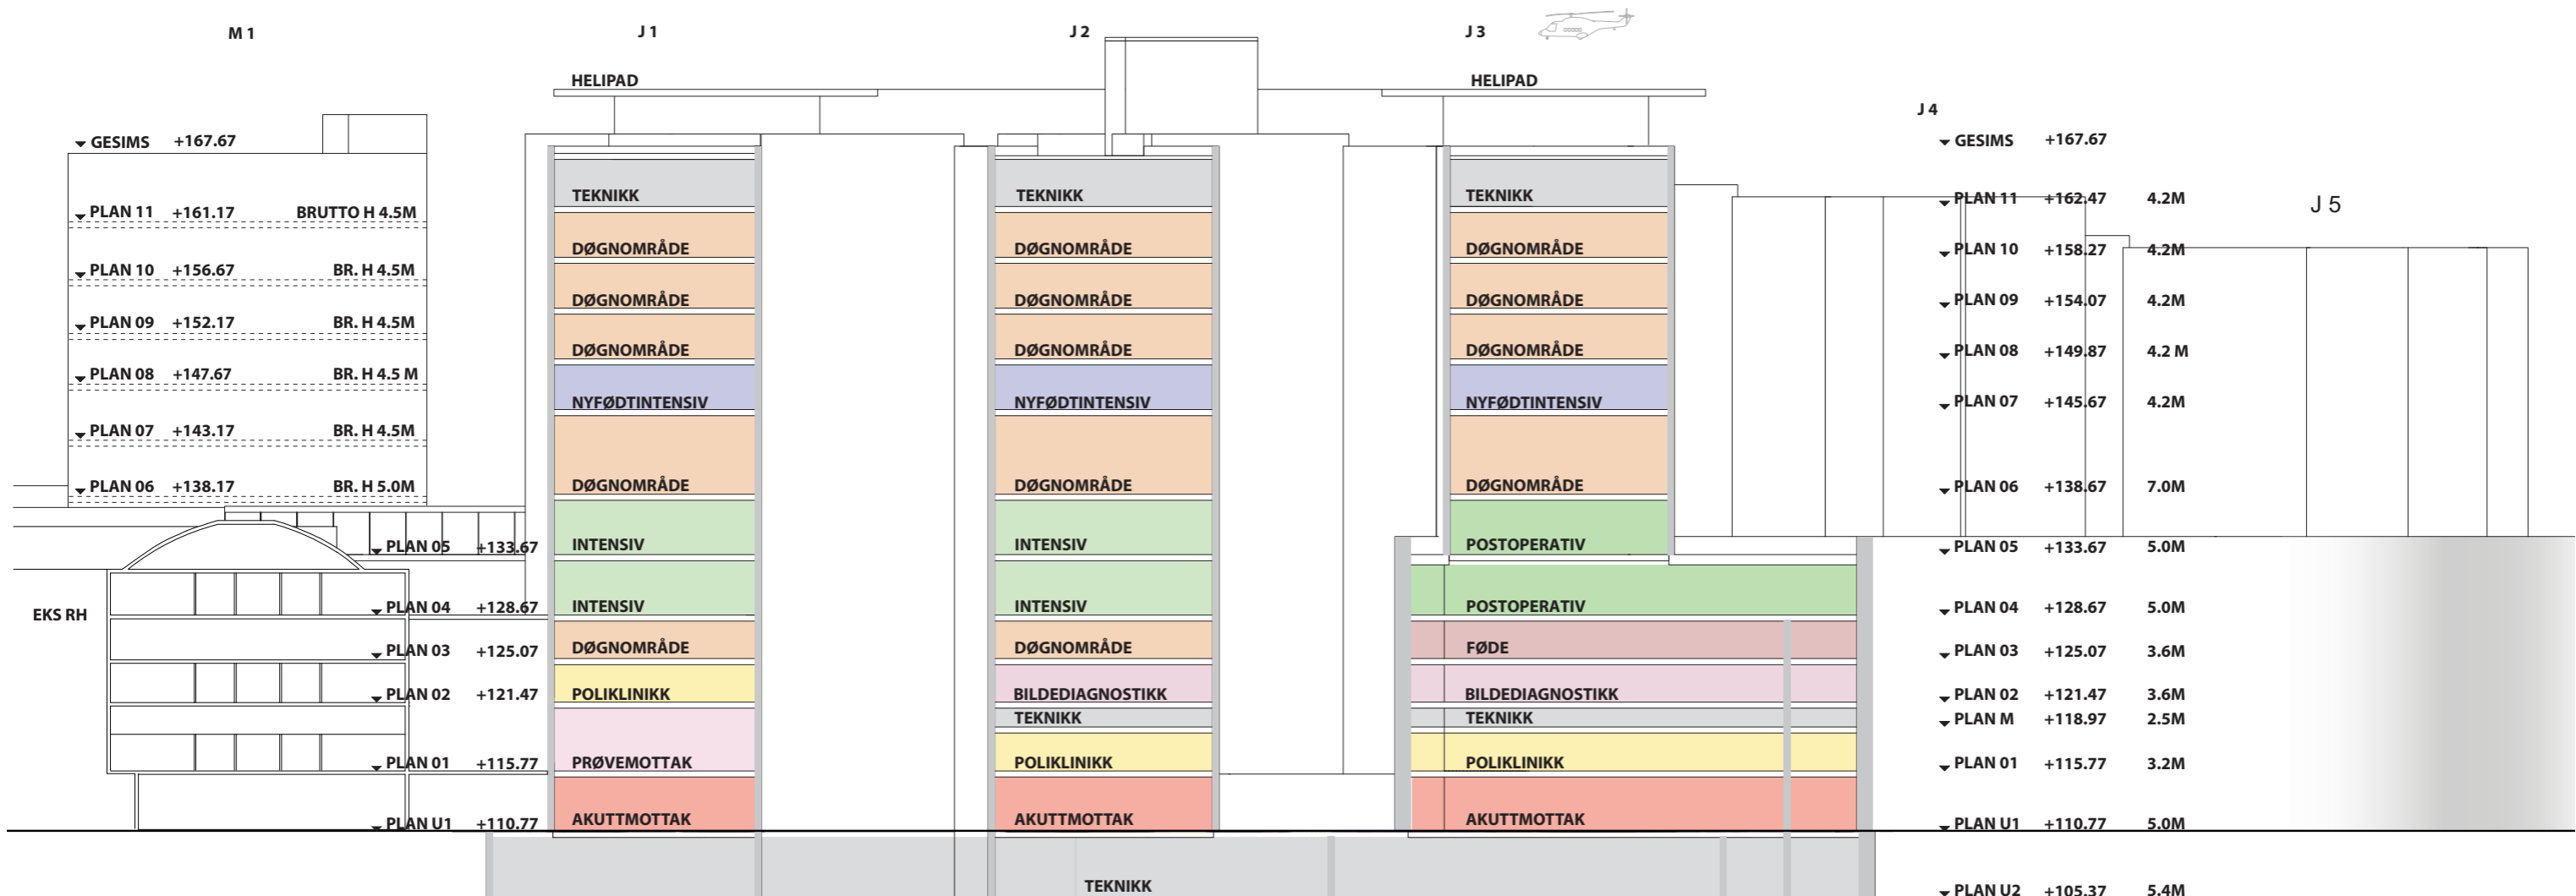 M 1
J 1
J 2
J 3
HELIPAD
HELIPAD
J 4
GESIMS +167.67
GESIMS +167.67
TEKNIKK
TEKNIKK
TEKNIKK
PLAN 11 +162.47 4.2M
J 5
PLAN 11 +161.17 BRUTTO H 4.5M
DØGNOMRÅDE
DØGNOMRÅDE
DØGNOMRÅDE
PLAN 10 +158.27 4.2M
PLAN 10 +156.67 BR. H 4.5M
DØGNOMRÅDE
DØGNOMRÅDE
DØGNOMRÅDE
PLAN 09 +154.07 4.2M
PLAN 09 +152.17 BR. H 4.5M
DØGNOMRÅDE
DØGNOMRÅDE
DØGNOMRÅDE
PLAN 08 +149.87 4.2 M
PLAN 08 +147.67 BR. H 4.5 M
NYFØDTINTENSIV
NYFØDTINTENSIV
NYFØDTINTENSIV
PLAN 07 +145.67 4.2M
PLAN 07 +143.17 BR. H 4.5M
PLAN 06 +138.17 BR. H 5.0M
DØGNOMRÅDE
DØGNOMRÅDE
DØGNOMRÅDE
PLAN 06 +138.67 7.0M
PLAN 05 +133.67
INTENSIV
INTENSIV
POSTOPERATIV
PLAN 05 +133.67 5.0M
EKS RH
PLAN 04 +128.67
INTENSIV
INTENSIV
POSTOPERATIV
PLAN 04 +128.67 5.0M
PLAN 03 +125.07
DØGNOMRÅDE
DØGNOMRÅDE
FØDE
PLAN 03 +125.07 3.6M
PLAN 02 +121.47
POLIKLINIKK
BILDEDIAGNOSTIKK
BILDEDIAGNOSTIKK
PLAN 02 +121.47 3.6M
TEKNIKK
TEKNIKK
PLAN M +118.97 2.5M
PLAN 01 +115.77
PRØVEMOTTAK
POLIKLINIKK
POLIKLINIKK
PLAN 01 +115.77 3.2M
PLAN U1 +110.77
AKUTTMOTTAK
AKUTTMOTTAK
AKUTTMOTTAK
PLAN U1 +110.77 5.0M
TEKNIKK
PLAN U2 +105.37 5.4M